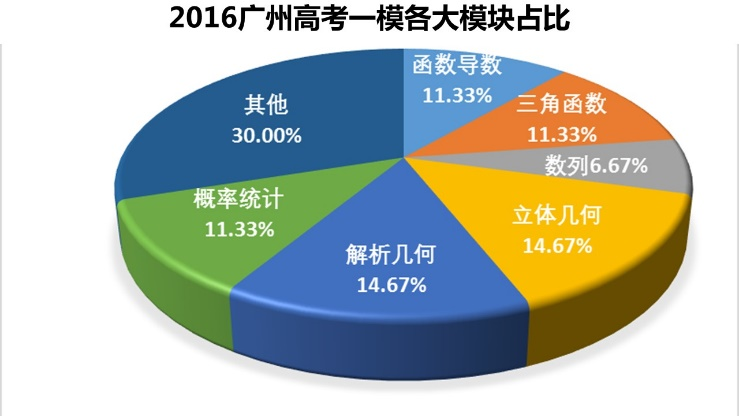 2016广州高考一模各大模块占比
函数导数
11.33%
三角函数
11.33%
数列6.67%
立体几何
14.67%
解析几何
14.67%
概率统计
11.33%
其他
30.00%